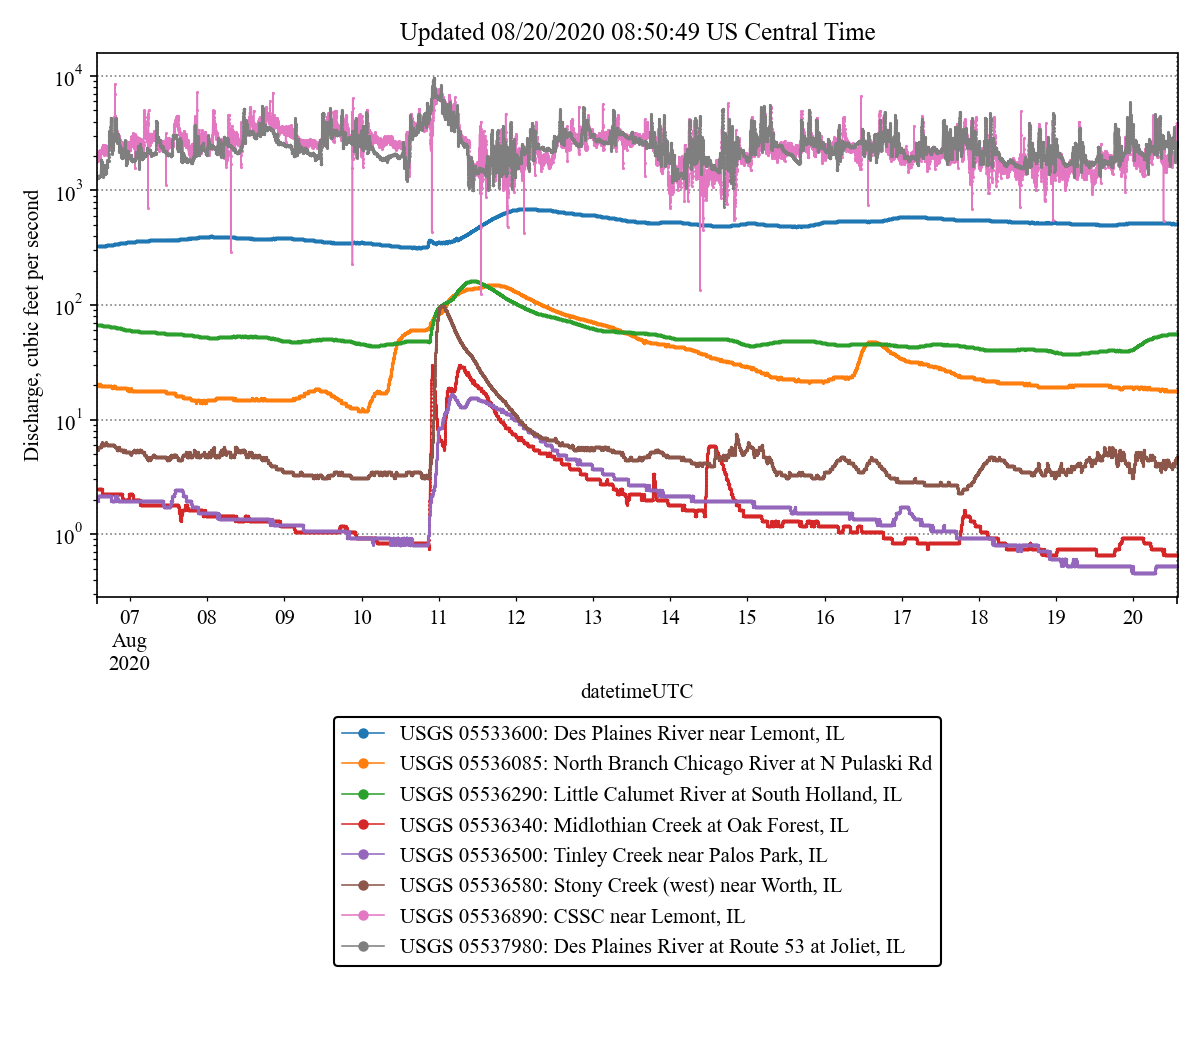 Updated 08/20/2020 08:50:49 US Central Time
Discharge, cubic feet per second
10^4
10^3
10^2
10^1
10^0
07 08 09 10 11 12 13 14 15 16 17 18 19 20
Aug
2020
datetimeUTC
USGS 05533600: Des Plaines River near Lemont, IL
USGS 05536085: North Branch Chicago River at N Pulaski Rd
USGS 05536290: Little Calumet River at South Holland, IL
USGS 05536340: Midlothian Creek at Oak Forest, IL
USGS 05536500: Tinley Creek near Palos Park, IL
USGS 05536580: Stony Creek (west) near Worth, IL
USGS 05536890: CSSC near Lemont, IL
USGS 05537980: Des Plaines River at Route 53 at Joliet, IL